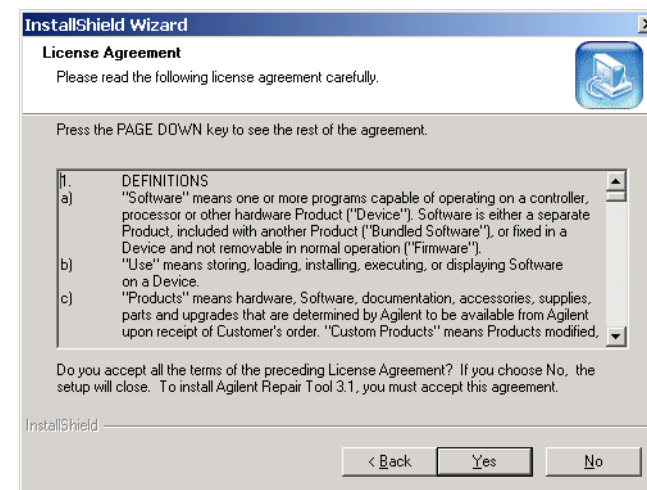 InstallShield Wizard
License Agreement
Please read the following license agreement carefully.
Press the PAGE DOWN key to see the rest of the agreement.
1. DEFINITIONS
a) "Software" means one or more programs capable of operating on a controller,
processor or other hardware Product ("Device"). Software is either a separate
Product, included with another Product ("Bundled Software"), or fixed in a
Device and not removable in normal operation ("Firmware").
b) "Use" means storing, loading, installing, executing, or displaying Software
on a Device.
c) "Products" means hardware, Software, documentation, accessories, supplies,
parts and upgrades that are determined by Agilent to be available from Agilent
upon receipt of Customer's order. "Custom Products" means Products modified,
Do you accept all the terms of the preceding License Agreement? If you choose No, the
setup will close. To install Agilent Repair Tool 3.1, you must accept this agreement.
InstallShield
< Back Yes No